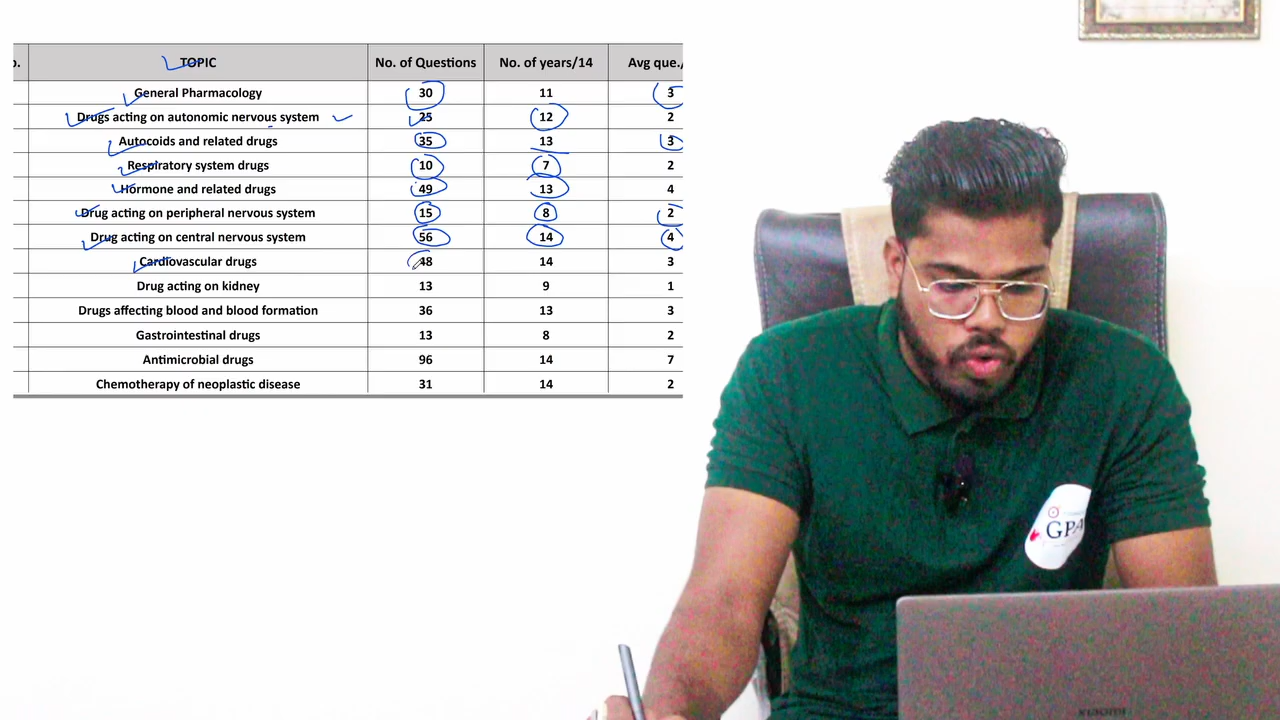 o. TOPIC No. of Questions No. of years/14 Avg que./
General Pharmacology 30 11 3
Drugs acting on autonomic nervous system 25 12 2
Autocoids and related drugs 35 13 3
Respiratory system drugs 10 7 2
Hormone and related drugs 49 13 4
Drug acting on peripheral nervous system 15 8 2
Drug acting on central nervous system 56 14 4
Cardiovascular drugs 48 14 3
Drug acting on kidney 13 9 1
Drugs affecting blood and blood formation 36 13 3
Gastrointestinal drugs 13 8 2
Antimicrobial drugs 96 14 7
Chemotherapy of neoplastic disease 31 14 2
GPA
XIAOMI